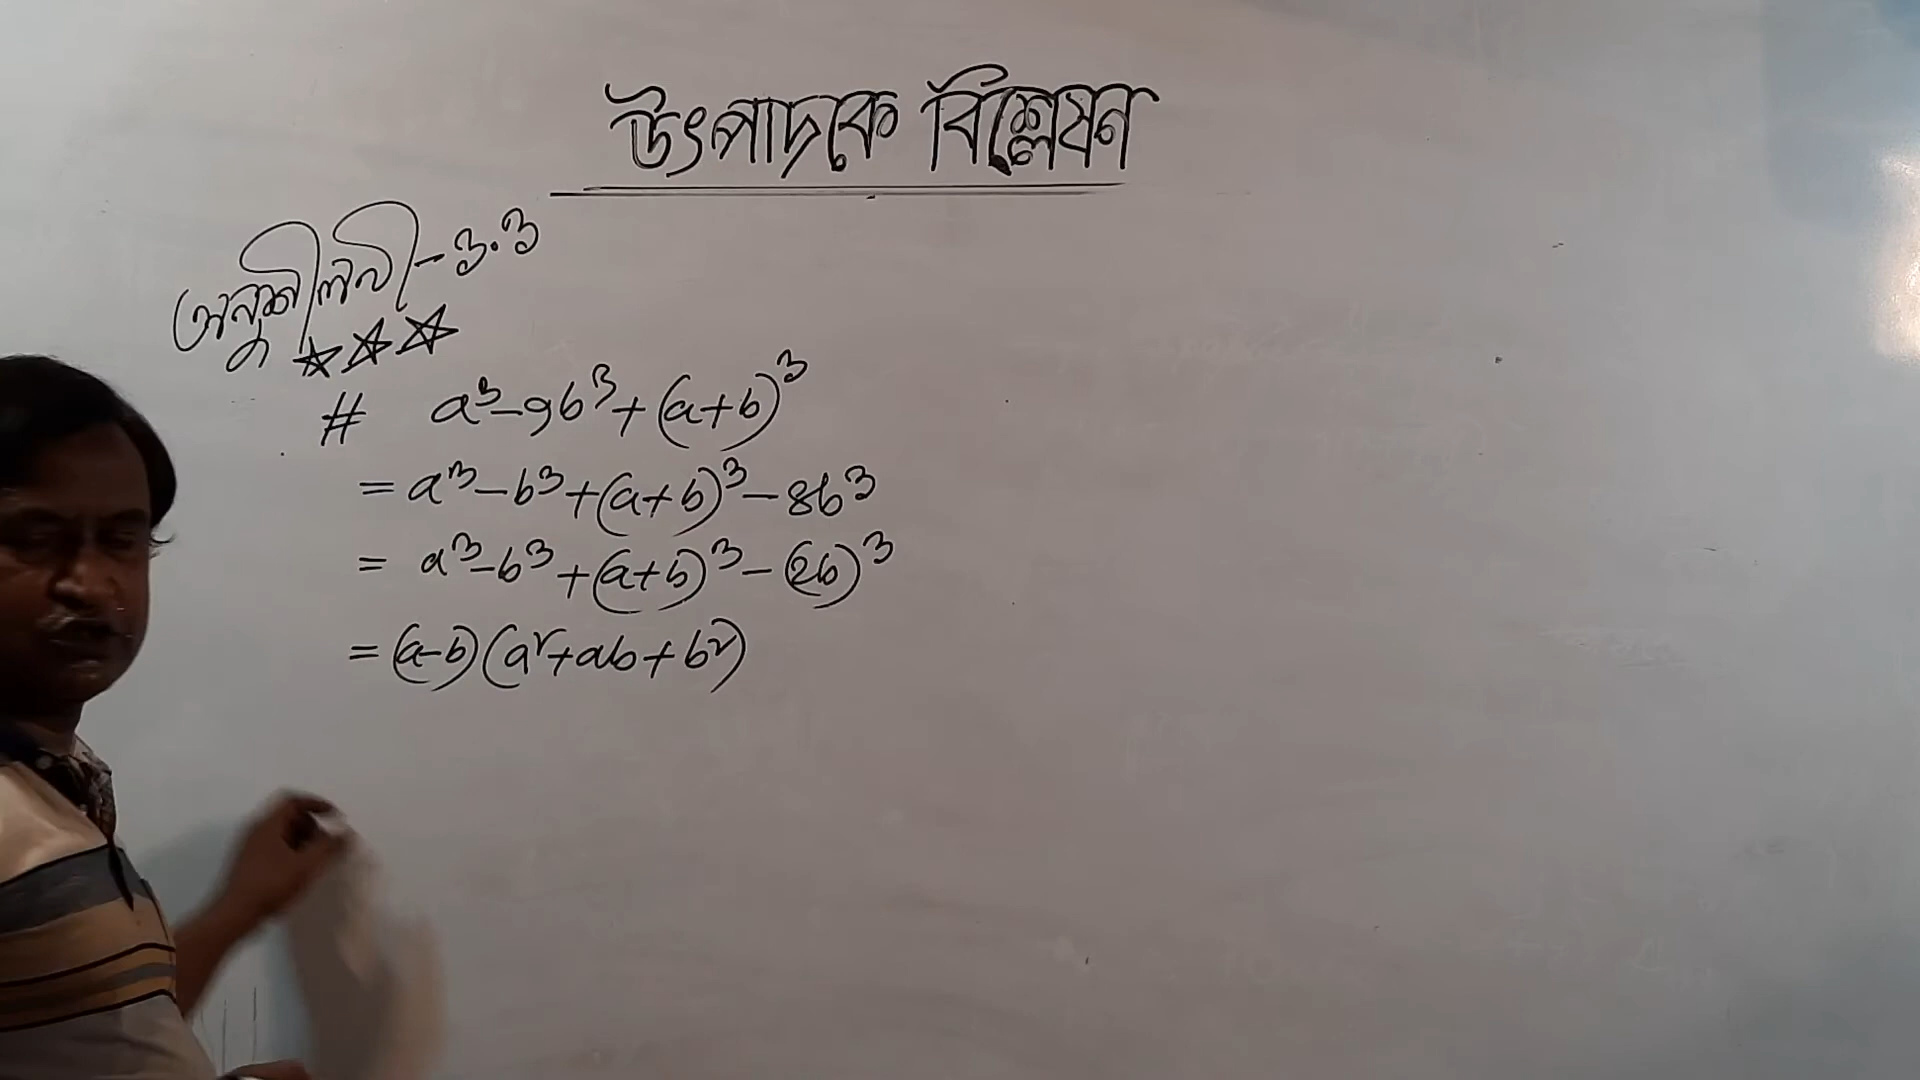 উৎপাদকে বিশ্লেষণ
অনুশীলনী-৩.৩
☆☆☆
# a³-9b³+(a+b)³
=a³-b³+(a+b)³-8b³
= a³-b³+(a+b)³-(2b)³
=(a-b)(a²+ab+b²)